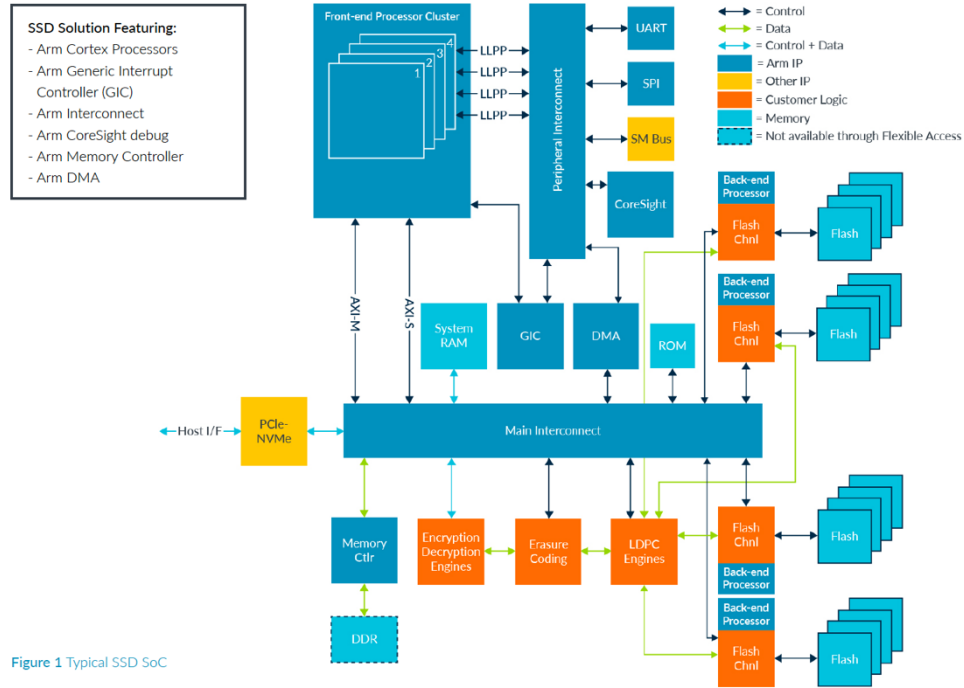 SSD Solution Featuring:
- Arm Cortex Processors
- Arm Generic Interrupt
Controller (GIC)
- Arm Interconnect
- Arm CoreSight debug
- Arm Memory Controller
- Arm DMA
Front-end Processor Cluster
4
3
2
1
LLPP
LLPP
LLPP
LLPP
Peripheral Interconnect
UART
SPI
SM Bus
CoreSight
= Control
= Data
= Control + Data
= Arm IP
= Other IP
= Customer Logic
= Memory
= Not available through Flexible Access
Back-end
Processor
Flash
Chnl
Flash
Back-end
Processor
Flash
Chnl
Flash
AXI-M
AXI-S
System
RAM
GIC
DMA
ROM
Host I/F
PCIe-
NVMe
Main Interconnect
Memory
Ctlr
Encryption
Decryption
Engines
Erasure
Coding
LDPC
Engines
Flash
Chnl
Back-end
Processor
Flash
Back-end
Processor
Flash
Chnl
Flash
DDR
Figure 1 Typical SSD SoC